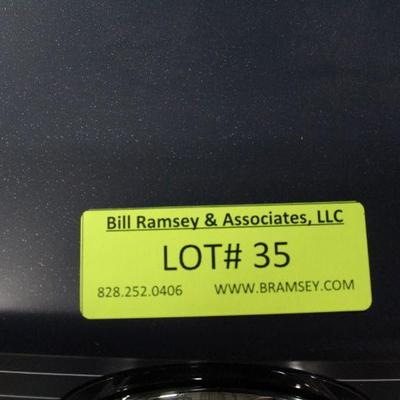 Bill Ramsey & Associates, LLC
LOT# 35
828.252.0406 WWW.BRAMSEY.COM